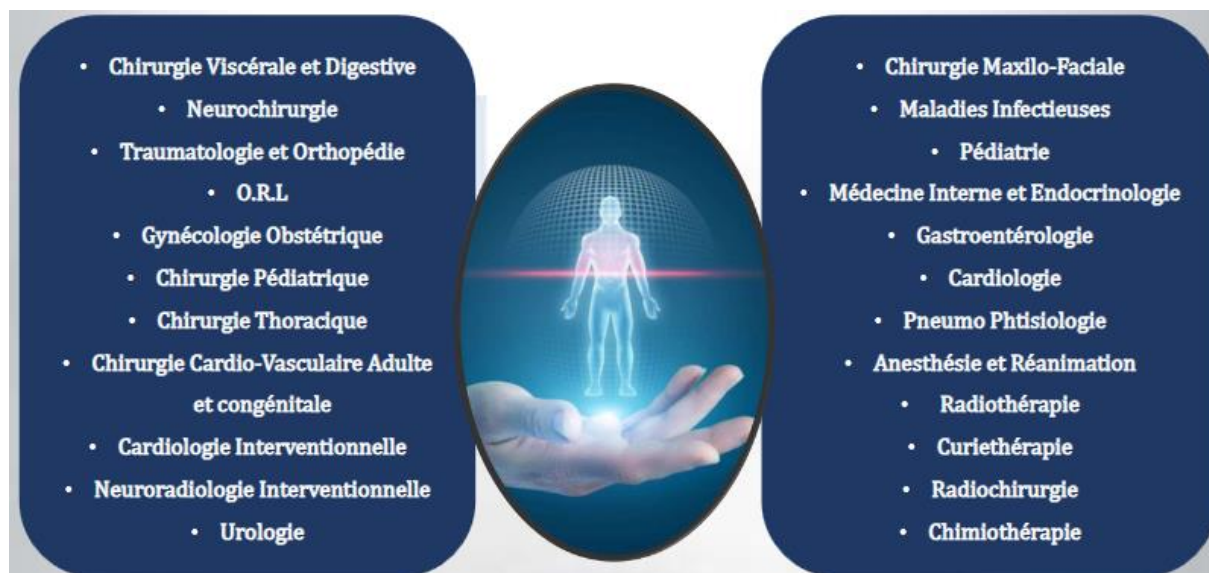 • Chirurgie Viscérale et Digestive
• Neurochirurgie
• Traumatologie et Orthopédie
• O.R.L
• Gynécologie Obstétrique
• Chirurgie Pédiatrique
• Chirurgie Thoracique
• Chirurgie Cardio-Vasculaire Adulte
et congénitale
• Cardiologie Interventionnelle
• Neuroradiologie Interventionnelle
• Urologie
• Chirurgie Maxilo-Faciale
• Maladies Infectieuses
• Pédiatrie
• Médecine Interne et Endocrinologie
• Gastroentérologie
• Cardiologie
• Pneumo Phtisiologie
• Anesthésie et Réanimation
• Radiothérapie
• Curiethérapie
• Radiochirurgie
• Chimiothérapie